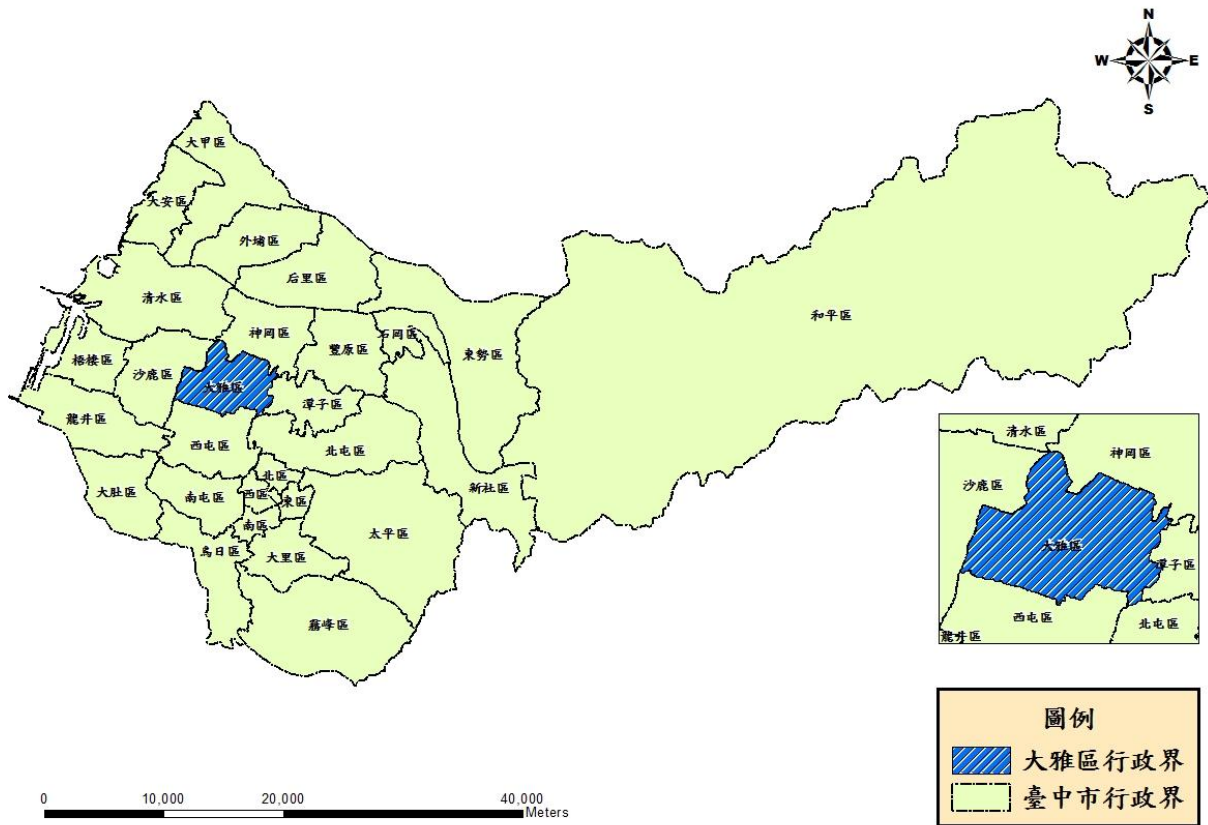 N
W
E
S
大甲區
大安區
外埔區
后里區
清水區
神岡區
和平區
豐原區
石岡區
東勢區
梧棲區
沙鹿區
大雅區
潭子區
龍井區
西屯區
北屯區
北區
新社區
大肚區
南屯區
西區
東區
南區
太平區
烏日區
大里區
霧峰區
清水區
神岡區
沙鹿區
大雅區
潭子區
西屯區
北屯區
龍井區
圖例
大雅區行政界
臺中市行政界
0 10,000 20,000 40,000
Meters